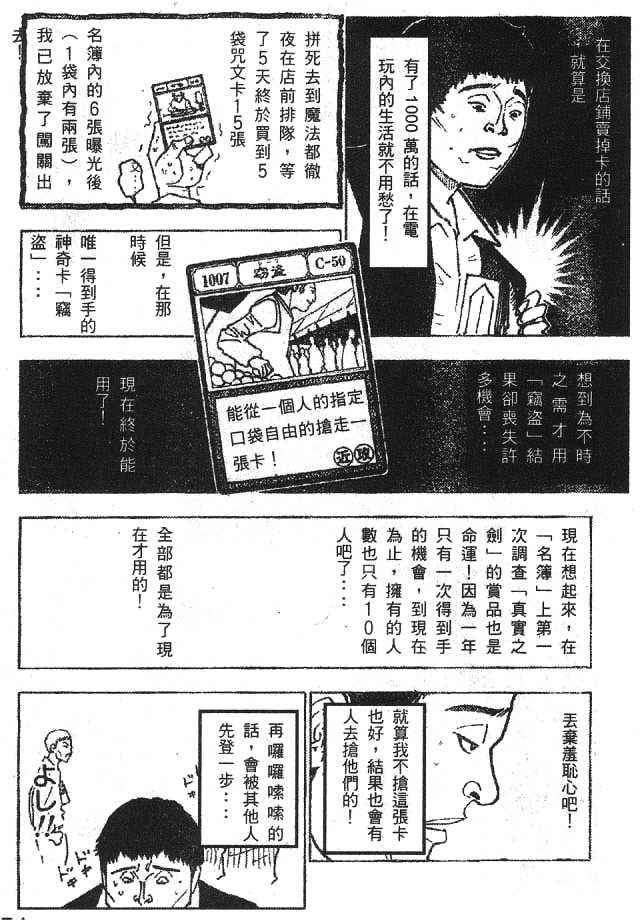 在交換店鋪賣掉卡的話
，就算是
有了1000萬的話，在電
玩內的生活就不用愁了！
拼死去到魔法都徹
夜在店前排隊，等
了5天終於買到5
袋咒文卡15張
名簿內的6張曝光後
（1袋內有兩張），
我已放棄了闖關出
去！
但是，在那
時候
唯一得到手的
神奇卡「竊
盜」…
1007
竊盜
C-50
能從一個人的指定
口袋自由的搶走一
張卡！
近
攻
想到為不時
之需才用
「竊盜」結
果卻喪失許
多機會…
現在終於能
用了！
現在想起來，在
「名簿」上第一
次調查「真實之
劍」的賞品也是
命運！因為一年
只有一次得到手
的機會，到現在
為止，擁有的人
數也只有10個
人吧了…
全部都是為了現
在才用的！
丟棄羞恥心吧！
就算我不搶這張卡
也好，結果也會有
人去搶他們的！
再囉囉嗦嗦的
話，會被其他人
先登一步…
よし!!
ドキ
ドキ